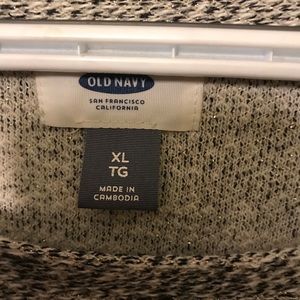 OLD NAVY
SAN FRANCISCO
CALIFORNIA
XL
TG
MADE IN
CAMBODIA